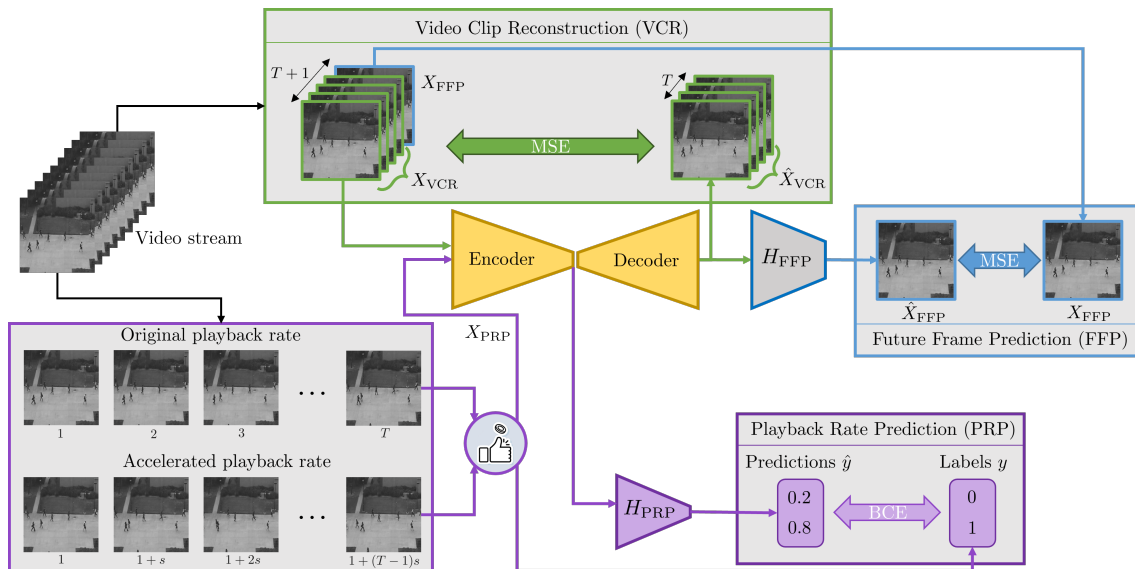 Video Clip Reconstruction (VCR)
T + 1
X_FFP
T
MSE
X_VCR
X̂_VCR
Video stream
Encoder
Decoder
H_FFP
MSE
X̂_FFP
X_FFP
Future Frame Prediction (FFP)
X_PRP
Original playback rate
1 2 3 ... T
Accelerated playback rate
1 1+s 1+2s ... 1+(T−1)s
Playback Rate Prediction (PRP)
Predictions ŷ
Labels y
H_PRP
0.2
0.8
BCE
0
1